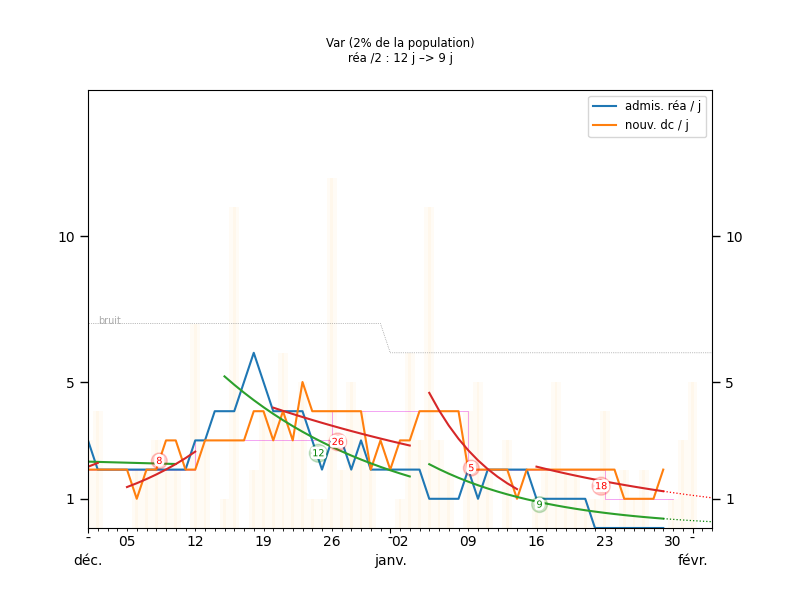 Var (2% de la population)
réa /2 : 12 j –> 9 j
admis. réa / j
nouv. dc / j
10 10
bruit
5 5
8 12 -26 5 18 9
1 1
- 05 12 19 26 -02 09 16 23 30 -
déc. janv. févr.